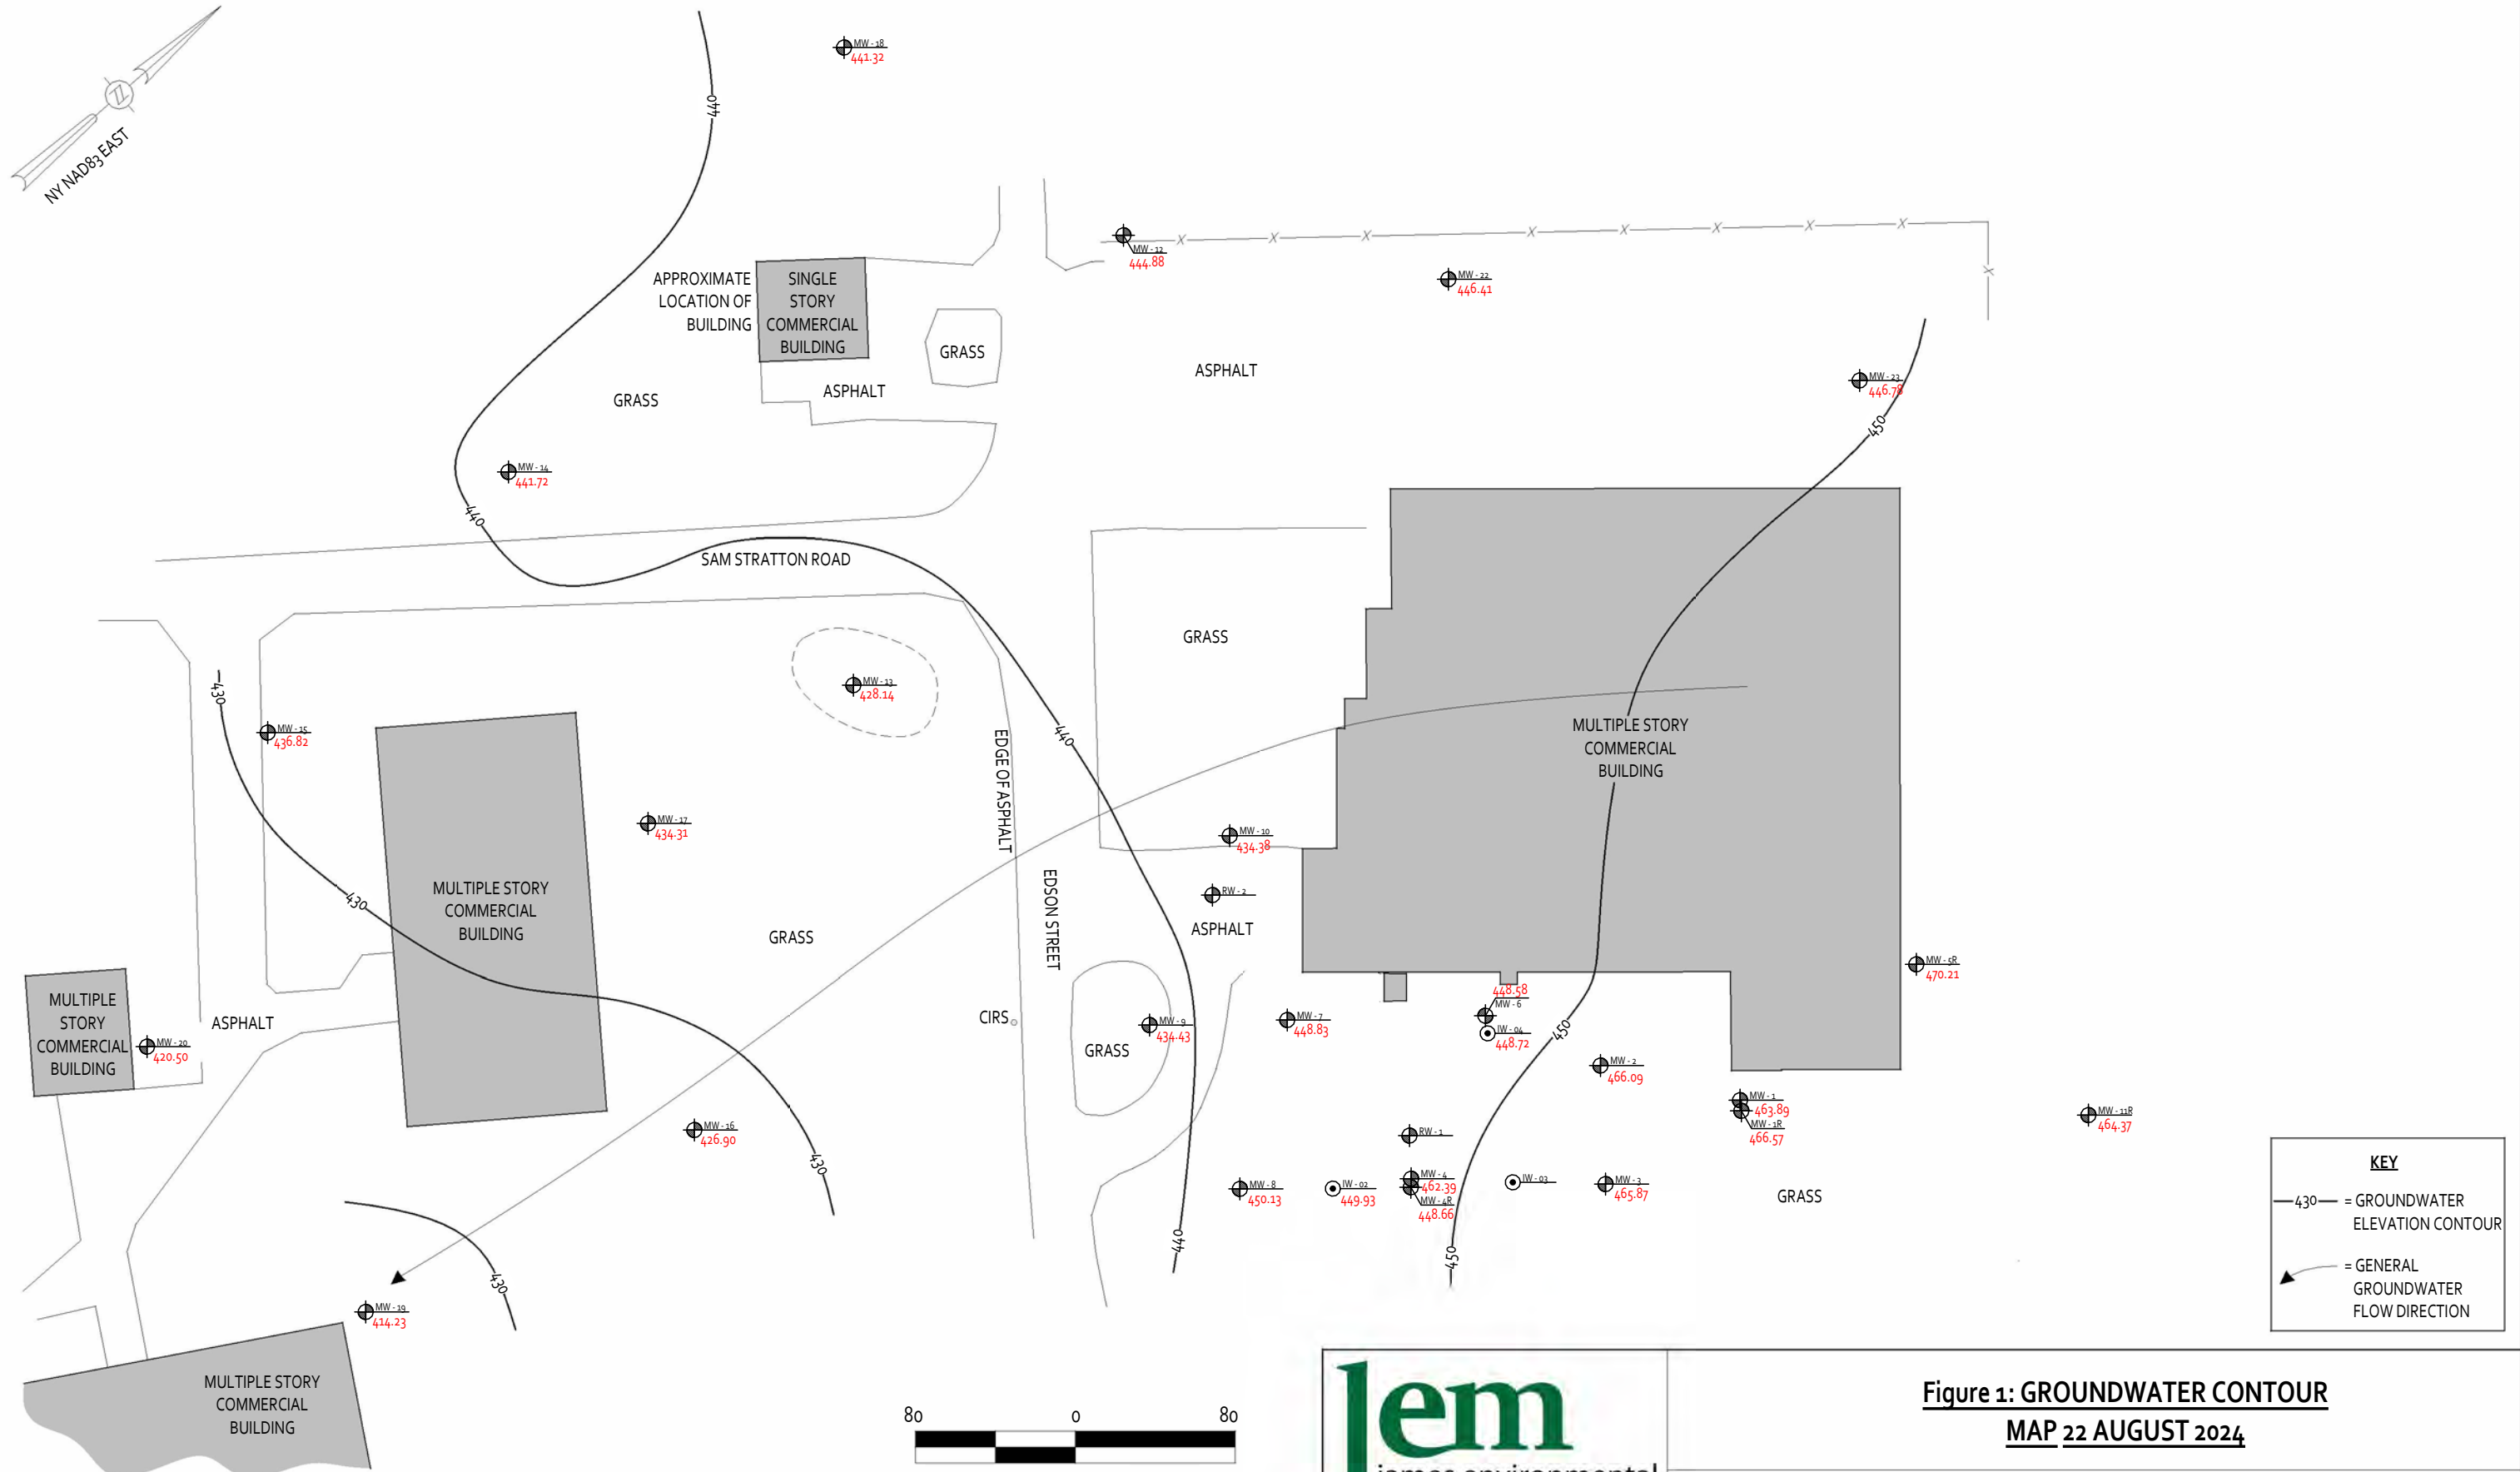 NY NAD83 EAST
MW - 18
441.32
440
MW - 12
444.88
MW - 22
446.41
APPROXIMATE
LOCATION OF
BUILDING
SINGLE
STORY
COMMERCIAL
BUILDING
GRASS
ASPHALT
ASPHALT
GRASS
MW - 23
446.78
450
MW - 14
441.72
440
SAM STRATTON ROAD
GRASS
MW - 13
428.14
430
MW - 15
436.82
440
EDGE OF ASPHALT
MULTIPLE STORY
COMMERCIAL
BUILDING
MW - 17
434.31
MW - 10
434.38
RW - 2
ASPHALT
430
MULTIPLE STORY
COMMERCIAL
BUILDING
GRASS
EDSON STREET
MW - 5R
470.21
MULTIPLE
STORY
COMMERCIAL
BUILDING
ASPHALT
MW - 20
420.50
CIRS
GRASS
MW - 9
434.43
MW - 7
448.83
448.58
MW - 6
IW - 04
448.72
450
MW - 2
466.09
MW - 1
463.89
MW - 1R
466.57
MW - 11R
464.37
MW - 16
426.90
430
RW - 1
MW - 8
450.13
IW - 02
449.93
MW - 4
462.39
MW - 4R
448.66
IW - 03
MW - 3
465.87
GRASS
440
450
430
MW - 19
414.23
MULTIPLE STORY
COMMERCIAL
BUILDING
KEY
430 = GROUNDWATER
ELEVATION CONTOUR
= GENERAL
GROUNDWATER
FLOW DIRECTION
80 0 80
lem
Figure 1: GROUNDWATER CONTOUR
MAP 22 AUGUST 2024